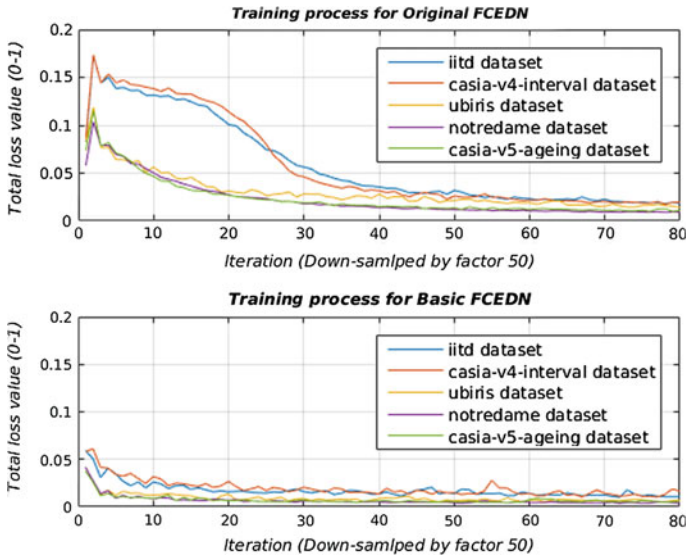 Training process for Original FCEDN
0.2
0.15
0.1
0.05
0
Total loss value (0-1)
iitd dataset
casia-v4-interval dataset
ubiris dataset
notredame dataset
casia-v5-ageing dataset
0 10 20 30 40 50 60 70 80
Iteration (Down-samlped by factor 50)
Training process for Basic FCEDN
0.2
0.15
0.1
0.05
0
Total loss value (0-1)
iitd dataset
casia-v4-interval dataset
ubiris dataset
notredame dataset
casia-v5-ageing dataset
0 10 20 30 40 50 60 70 80
Iteration (Down-samlped by factor 50)